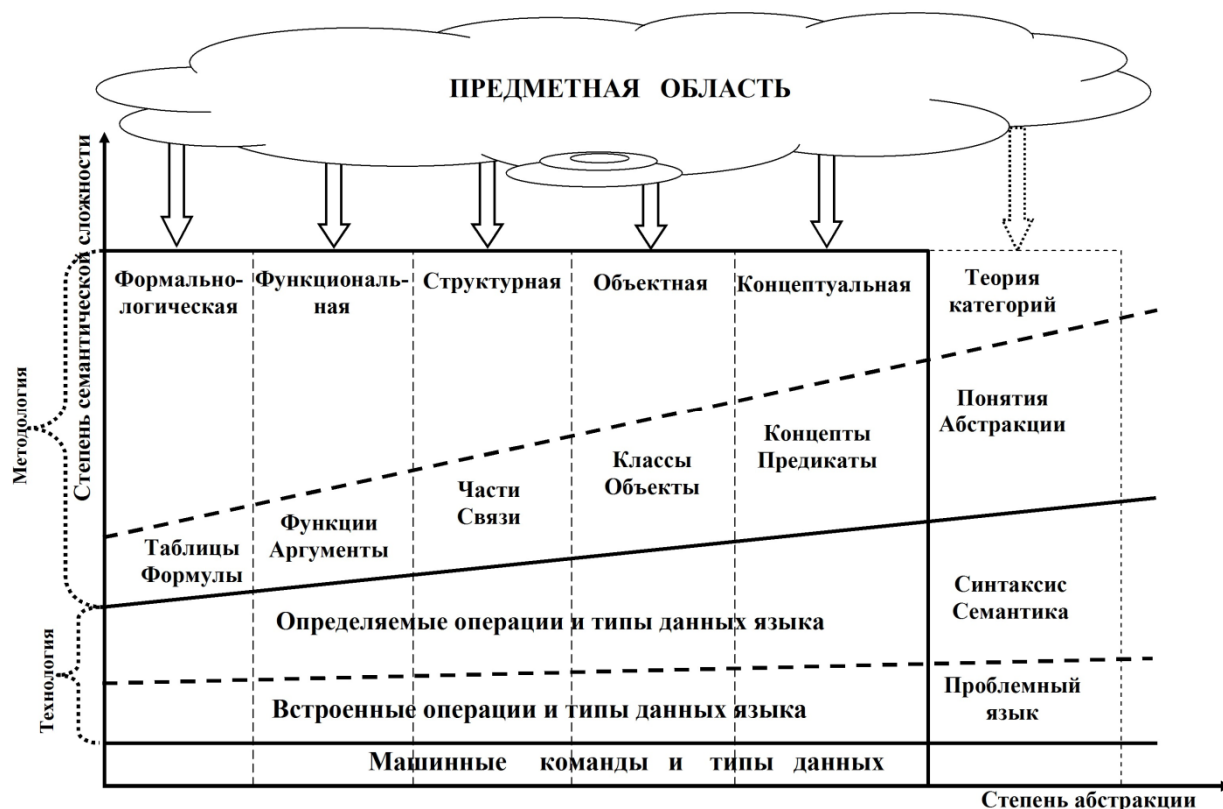 ПРЕДМЕТНАЯ ОБЛАСТЬ
Степень семантической сложности
Методология
Технология
Формально-
логическая
Функциональ-
ная
Структурная
Объектная
Концептуальная
Теория
категорий
Понятия
Абстракции
Концепты
Предикаты
Классы
Объекты
Части
Связи
Функции
Аргументы
Таблицы
Формулы
Синтаксис
Семантика
Определяемые операции и типы данных языка
Проблемный
язык
Встроенные операции и типы данных языка
Машинные команды и типы данных
Степень абстракции